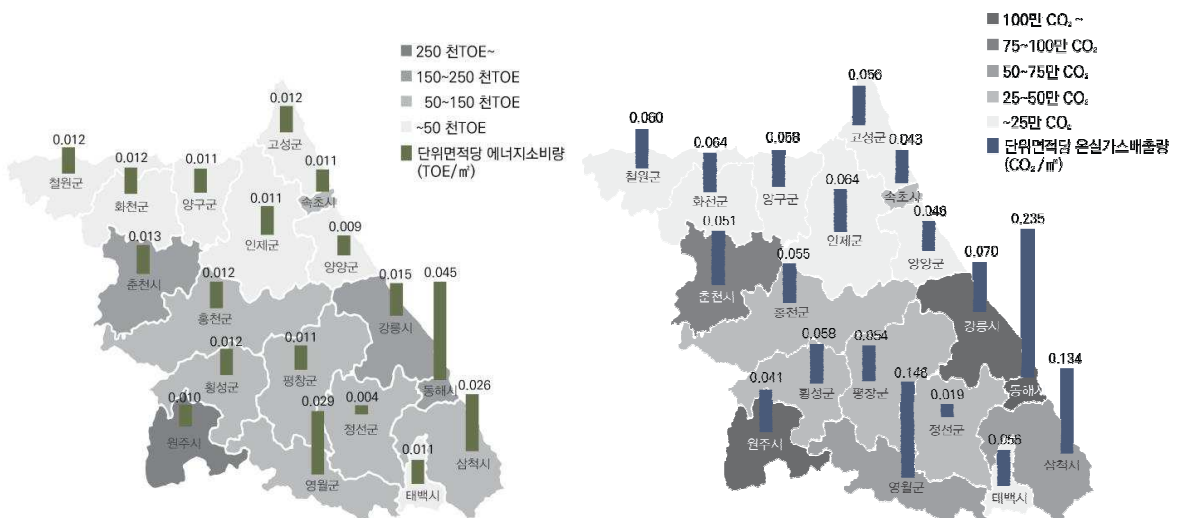 250 천TOE~
150~250 천TOE
50~150 천TOE
~50 천TOE
단위면적당 에너지소비량
(TOE/㎡)
0.012
고성군
0.012
철원군
0.012
화천군
0.011
양구군
0.011
속초시
0.011
인제군
0.009
양양군
0.013
춘천시
0.012
홍천군
0.015
강릉시
0.045
동해시
0.012
횡성군
0.011
평창군
0.010
원주시
0.029
영월군
0.004
정선군
0.026
삼척시
0.011
태백시
100만 CO₂~
75~100만 CO₂
50~75만 CO₂
25~50만 CO₂
~25만 CO₂
단위면적당 온실가스배출량
(CO₂/㎡)
0.056
고성군
0.060
철원군
0.064
화천군
양구군
0.043
속초시
0.064
인제군
양양군
0.051
춘천시
0.055
홍천군
0.070
강릉시
0.235
동해시
0.058
횡성군
0.054
평창군
0.041
원주시
영월군
0.019
정선군
0.134
삼척시
태백시